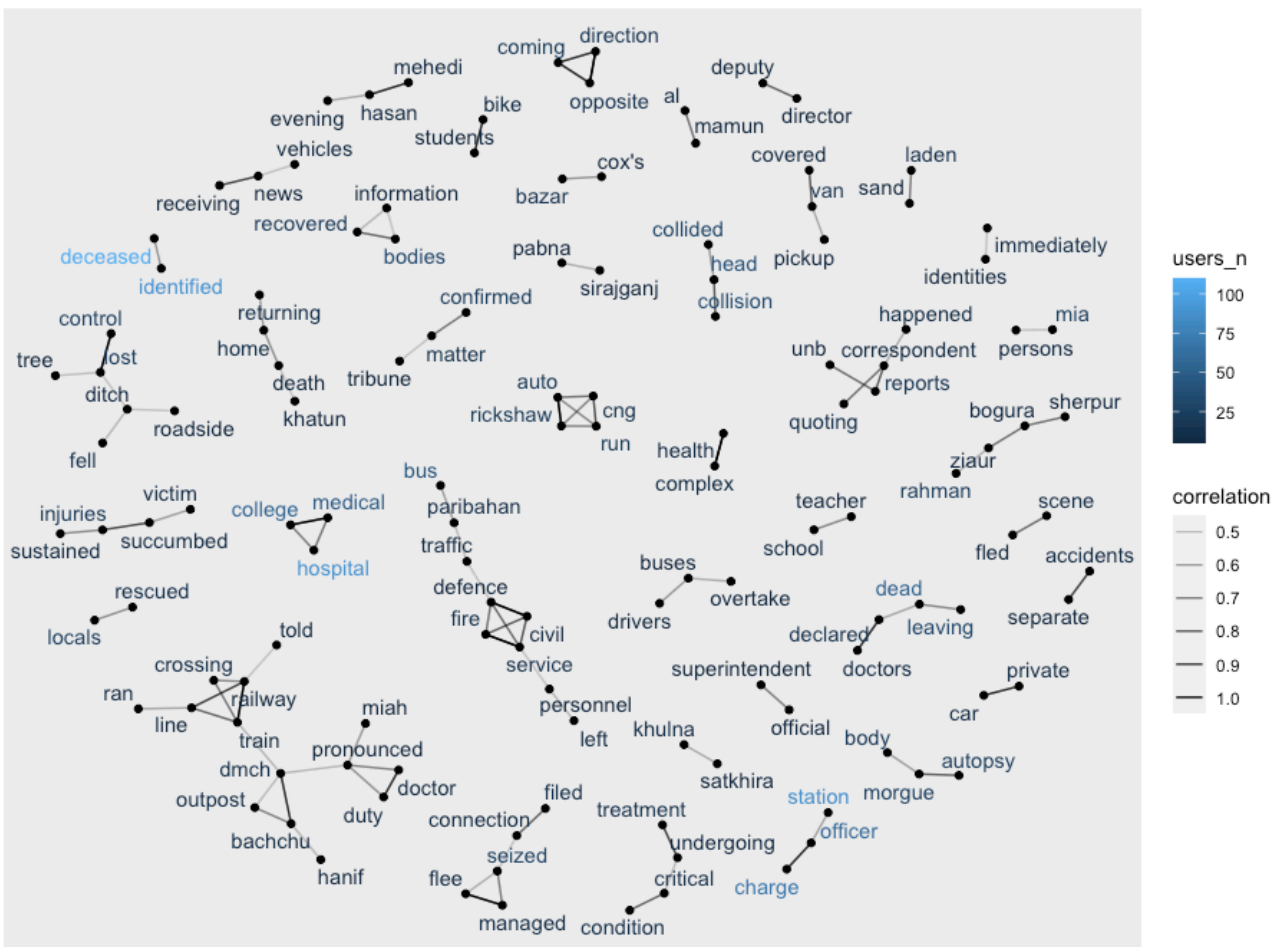 direction
coming
mehedi
deputy
opposite
al
bike
evening
hasan
director
students
mamun
vehicles
cox's
covered
laden
receiving
news
information
bazar
van
sand
recovered
collided
deceased
bodies
pabna
head
pickup
immediately
identified
sirajganj
identities
confirmed
collision
control
returning
happened
mia
tree
lost
home
matter
unb
correspondent
persons
tribune
death
auto
reports
ditch
khatun
rickshaw
cng
quoting
bogura
sherpur
roadside
run
fell
health
ziaur
bus
complex
rahman
victim
medical
injuries
college
paribahan
teacher
scene
sustained
succumbed
traffic
school
fled
accidents
hospital
buses
rescued
defence
overtake
dead
separate
locals
fire
drivers
civil
declared
leaving
told
crossing
service
superintendent
doctors
private
ran
railway
line
personnel
car
miah
train
left
khulna
official
body
pronounced
dmch
satkhira
autopsy
outpost
doctor
morgue
duty
filed
treatment
station
connection
bachchu
undergoing
officer
seized
hanif
flee
critical
charge
managed
condition
users_n
100
75
50
25
correlation
0.5
0.6
0.7
0.8
0.9
1.0